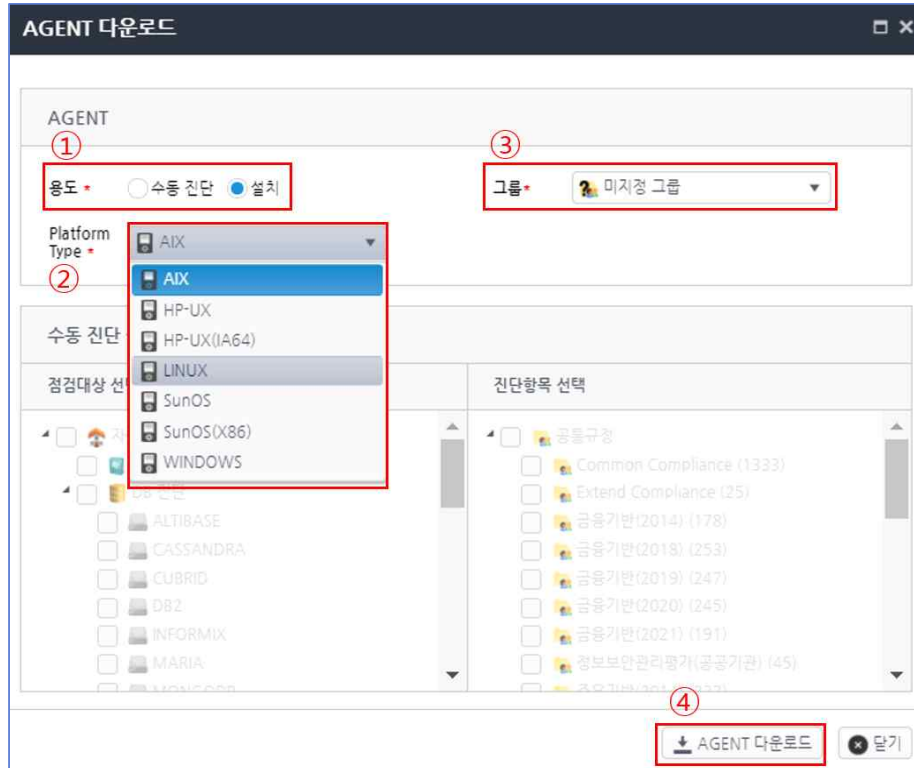 AGENT 다운로드
AGENT
①
③
용도 * 수동 진단 설치
그룹* 미지정 그룹
Platform
Type *
AIX
②
AIX
HP-UX
HP-UX(IA64)
LINUX
SunOS
SunOS(X86)
WINDOWS
수동 진단
점검대상 선
진단항목 선택
DB 진단
ALTIBASE
CASSANDRA
CUBRID
DB2
INFORMIX
MARIA
MONGODB
공통규정
Common Compliance (1333)
Extend Compliance (25)
금융기반(2014) (178)
금융기반(2018) (253)
금융기반(2019) (247)
금융기반(2020) (245)
금융기반(2021) (191)
정보보안관리평가(공공기관) (45)
④
AGENT 다운로드
닫기